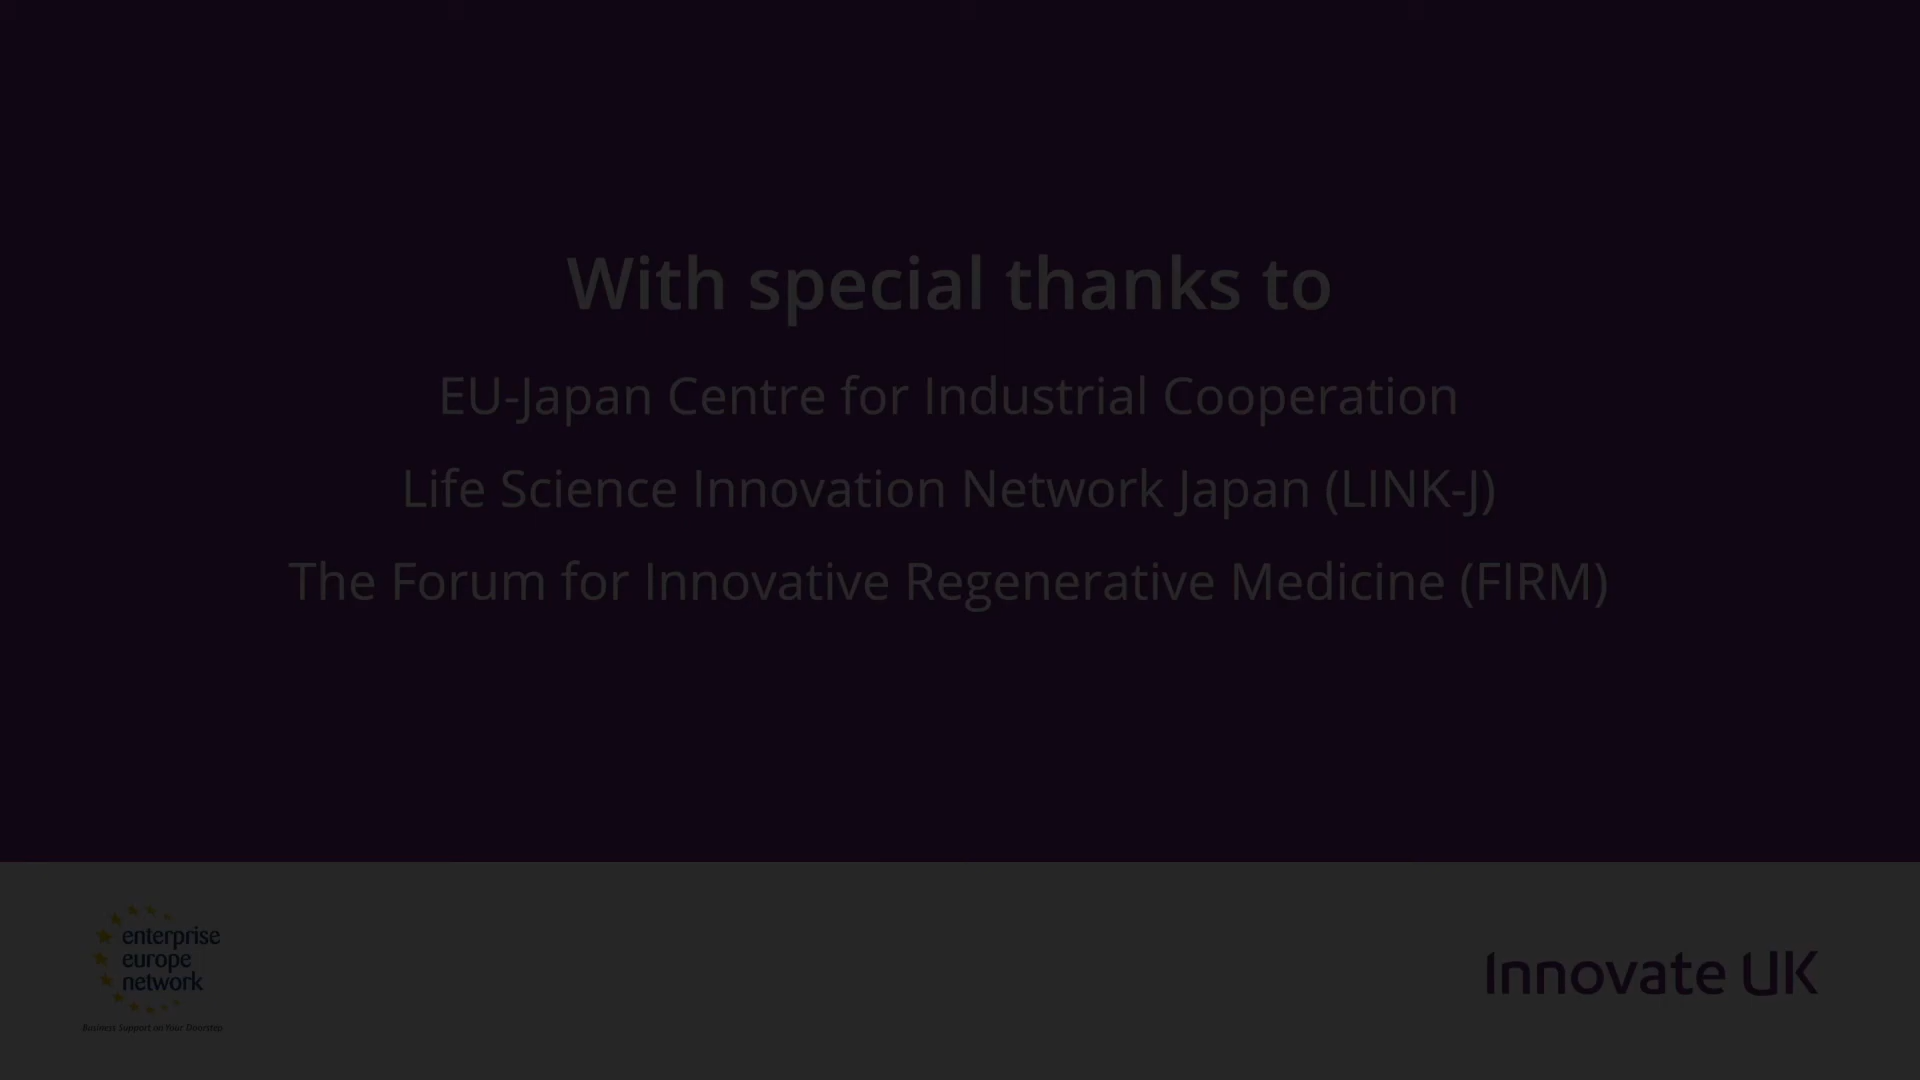 With special thanks to
EU-Japan Centre for Industrial Cooperation
Life Science Innovation Network Japan (LINK-J)
The Forum for Innovative Regenerative Medicine (FIRM)
enterprise
europe
network
Business Support on Your Doorstep
Innovate UK